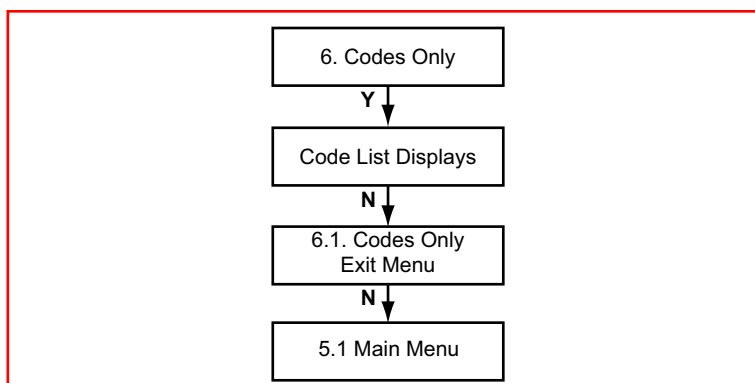 6. Codes Only
Y
Code List Displays
N
6.1. Codes Only
Exit Menu
N
5.1 Main Menu